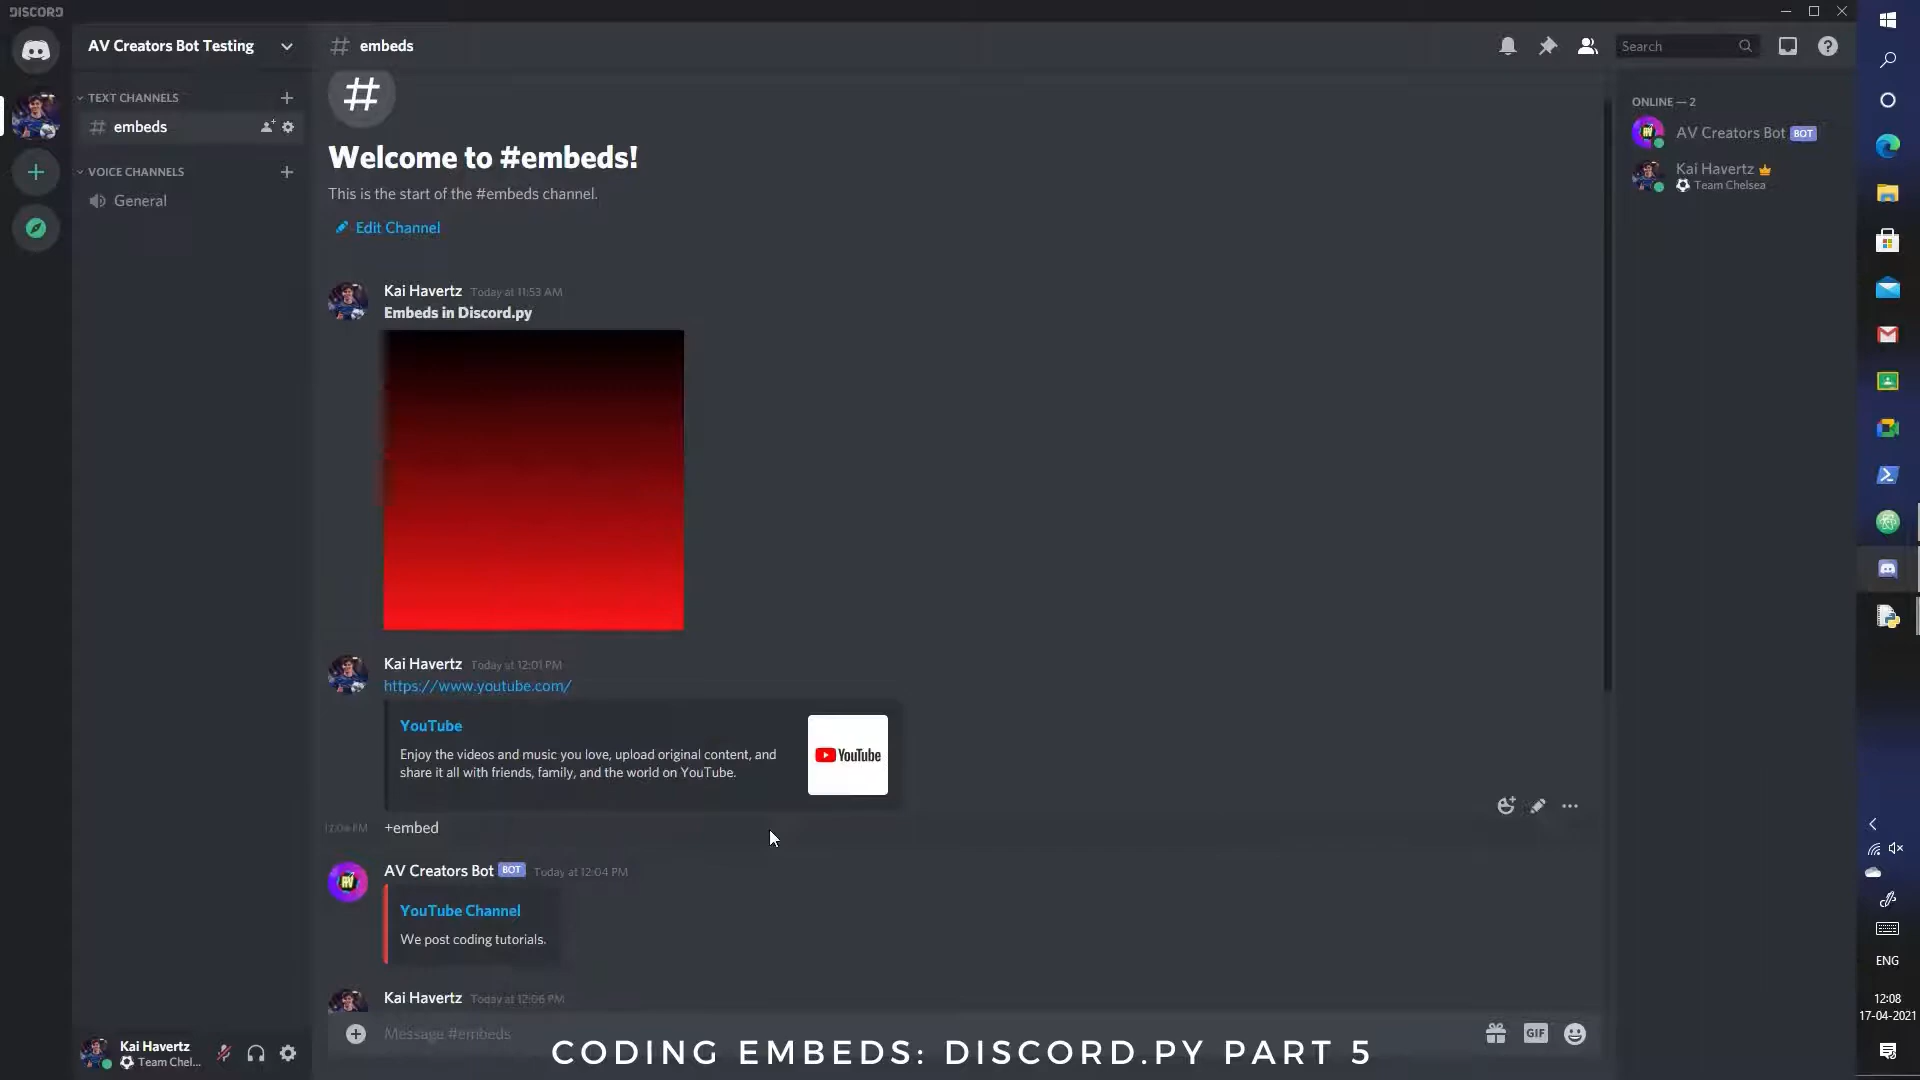 DISCORD
AV Creators Bot Testing
embeds
Search
TEXT CHANNELS
embeds
VOICE CHANNELS
General
Welcome to #embeds!
This is the start of the #embeds channel.
Edit Channel
Kai Havertz Today at 11:53 AM
Embeds in Discord.py
Kai Havertz Today at 12:01 PM
https://www.youtube.com/
YouTube
Enjoy the videos and music you love, upload original content, and
share it all with friends, family, and the world on YouTube.
YouTube
+embed
AV Creators Bot BOT Today at 12:04 PM
YouTube Channel
We post coding tutorials.
Kai Havertz Today at 12:06 PM
Message #embeds
GIF
ONLINE — 2
AV Creators Bot BOT
Kai Havertz
Team Chelsea
Kai Havertz
Team Chel...
CODING EMBEDS: DISCORD.PY PART 5
ENG
12:08
17-04-2021